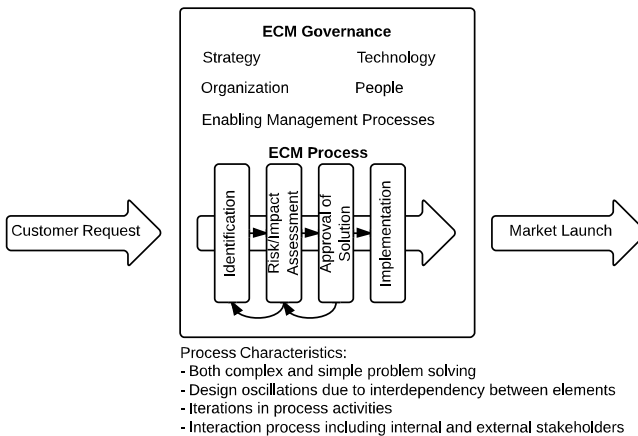 ECM Governance
Strategy Technology
Organization People
Enabling Management Processes
ECM Process
Customer Request
Identification
Risk/Impact
Assessment
Approval of
Solution
Implementation
Market Launch
Process Characteristics:
- Both complex and simple problem solving
- Design oscillations due to interdependency between elements
- Iterations in process activities
- Interaction process including internal and external stakeholders